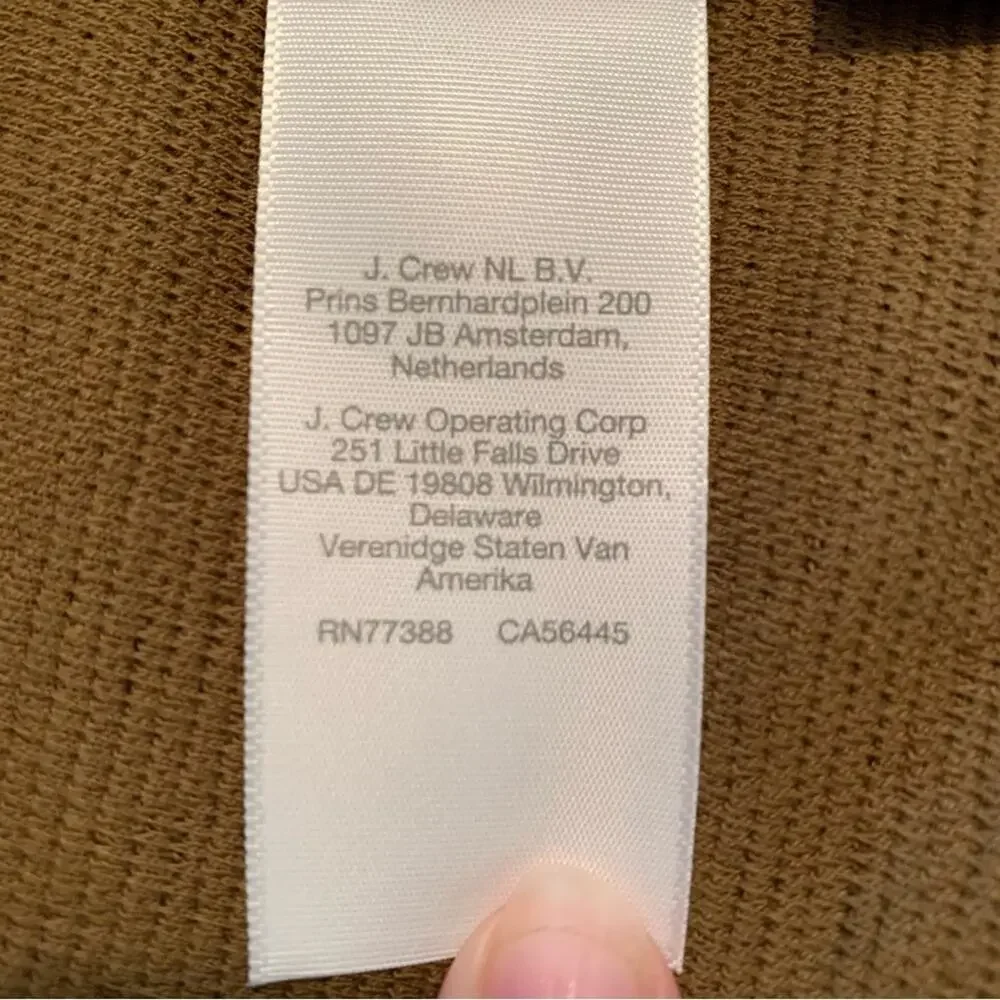 J. Crew NL B.V.
Prins Bernhardplein 200
1097 JB Amsterdam,
Netherlands
J. Crew Operating Corp
251 Little Falls Drive
USA DE 19808 Wilmington,
Delaware
Verenidge Staten Van
Amerika
RN77388 CA56445